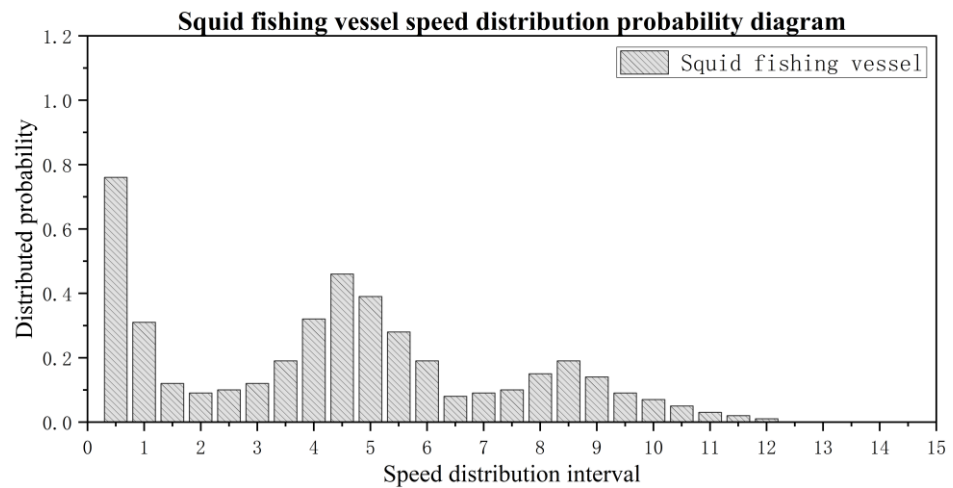 Squid fishing vessel speed distribution probability diagram
Squid fishing vessel
Distributed probability
1.2
1.0
0.8
0.6
0.4
0.2
0.0
0 1 2 3 4 5 6 7 8 9 10 11 12 13 14 15
Speed distribution interval